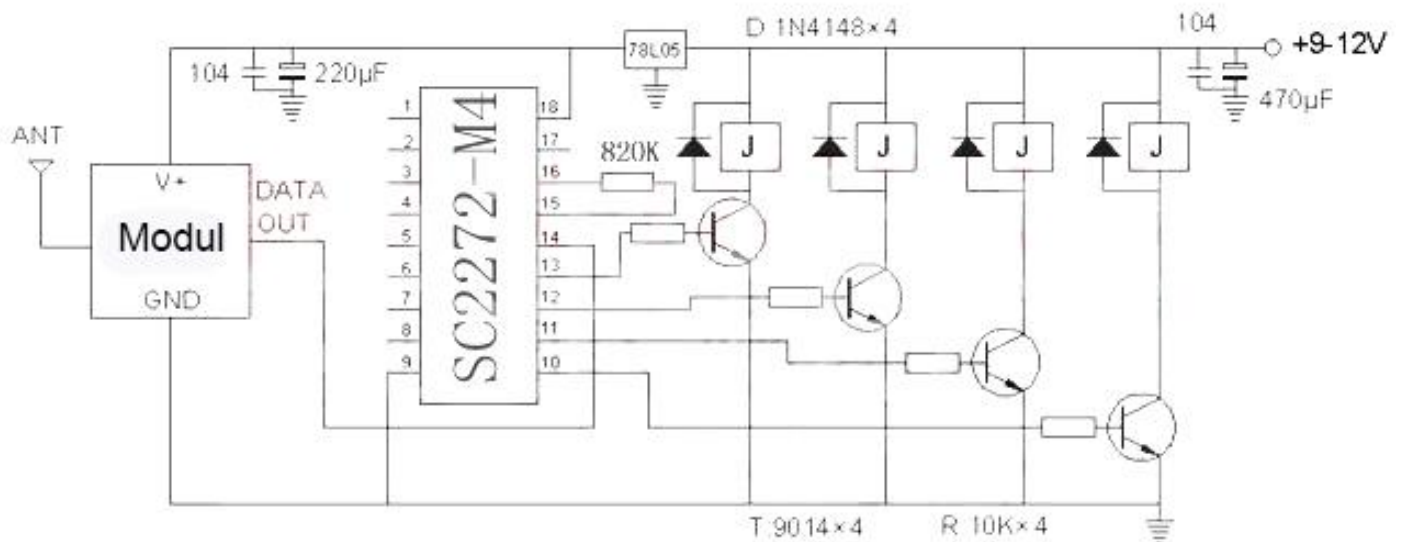 D 1N4148×4
104
+9-12V
78L05
104
220µF
470µF
ANT
V+
DATA
OUT
Modul
GND
SC2272-M4
1
2
3
4
5
6
7
8
9
18
17
16
15
14
13
12
11
10
820K
J
J
J
J
T 9014×4
R 10K×4